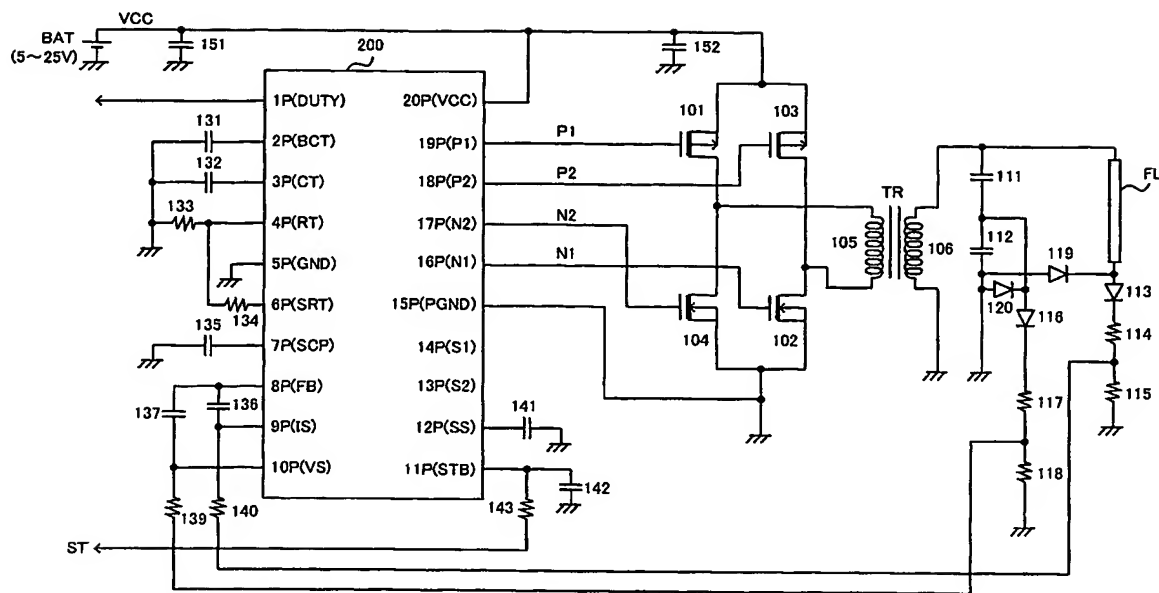 VCC
BAT
(5~25V)
151
200
152
1P(DUTY)
20P(VCC)
101
103
131
2P(BCT)
19P(P1)
P1
132
3P(CT)
18P(P2)
P2
TR
111
FL
133
4P(RT)
17P(N2)
N2
105
106
112
119
5P(GND)
16P(N1)
N1
113
134
6P(SRT)
15P(PGND)
120
116
114
135
7P(SCP)
14P(S1)
104
102
115
137
136
8P(FB)
13P(S2)
141
117
9P(IS)
12P(SS)
10P(VS)
11P(STB)
142
118
139
140
143
ST